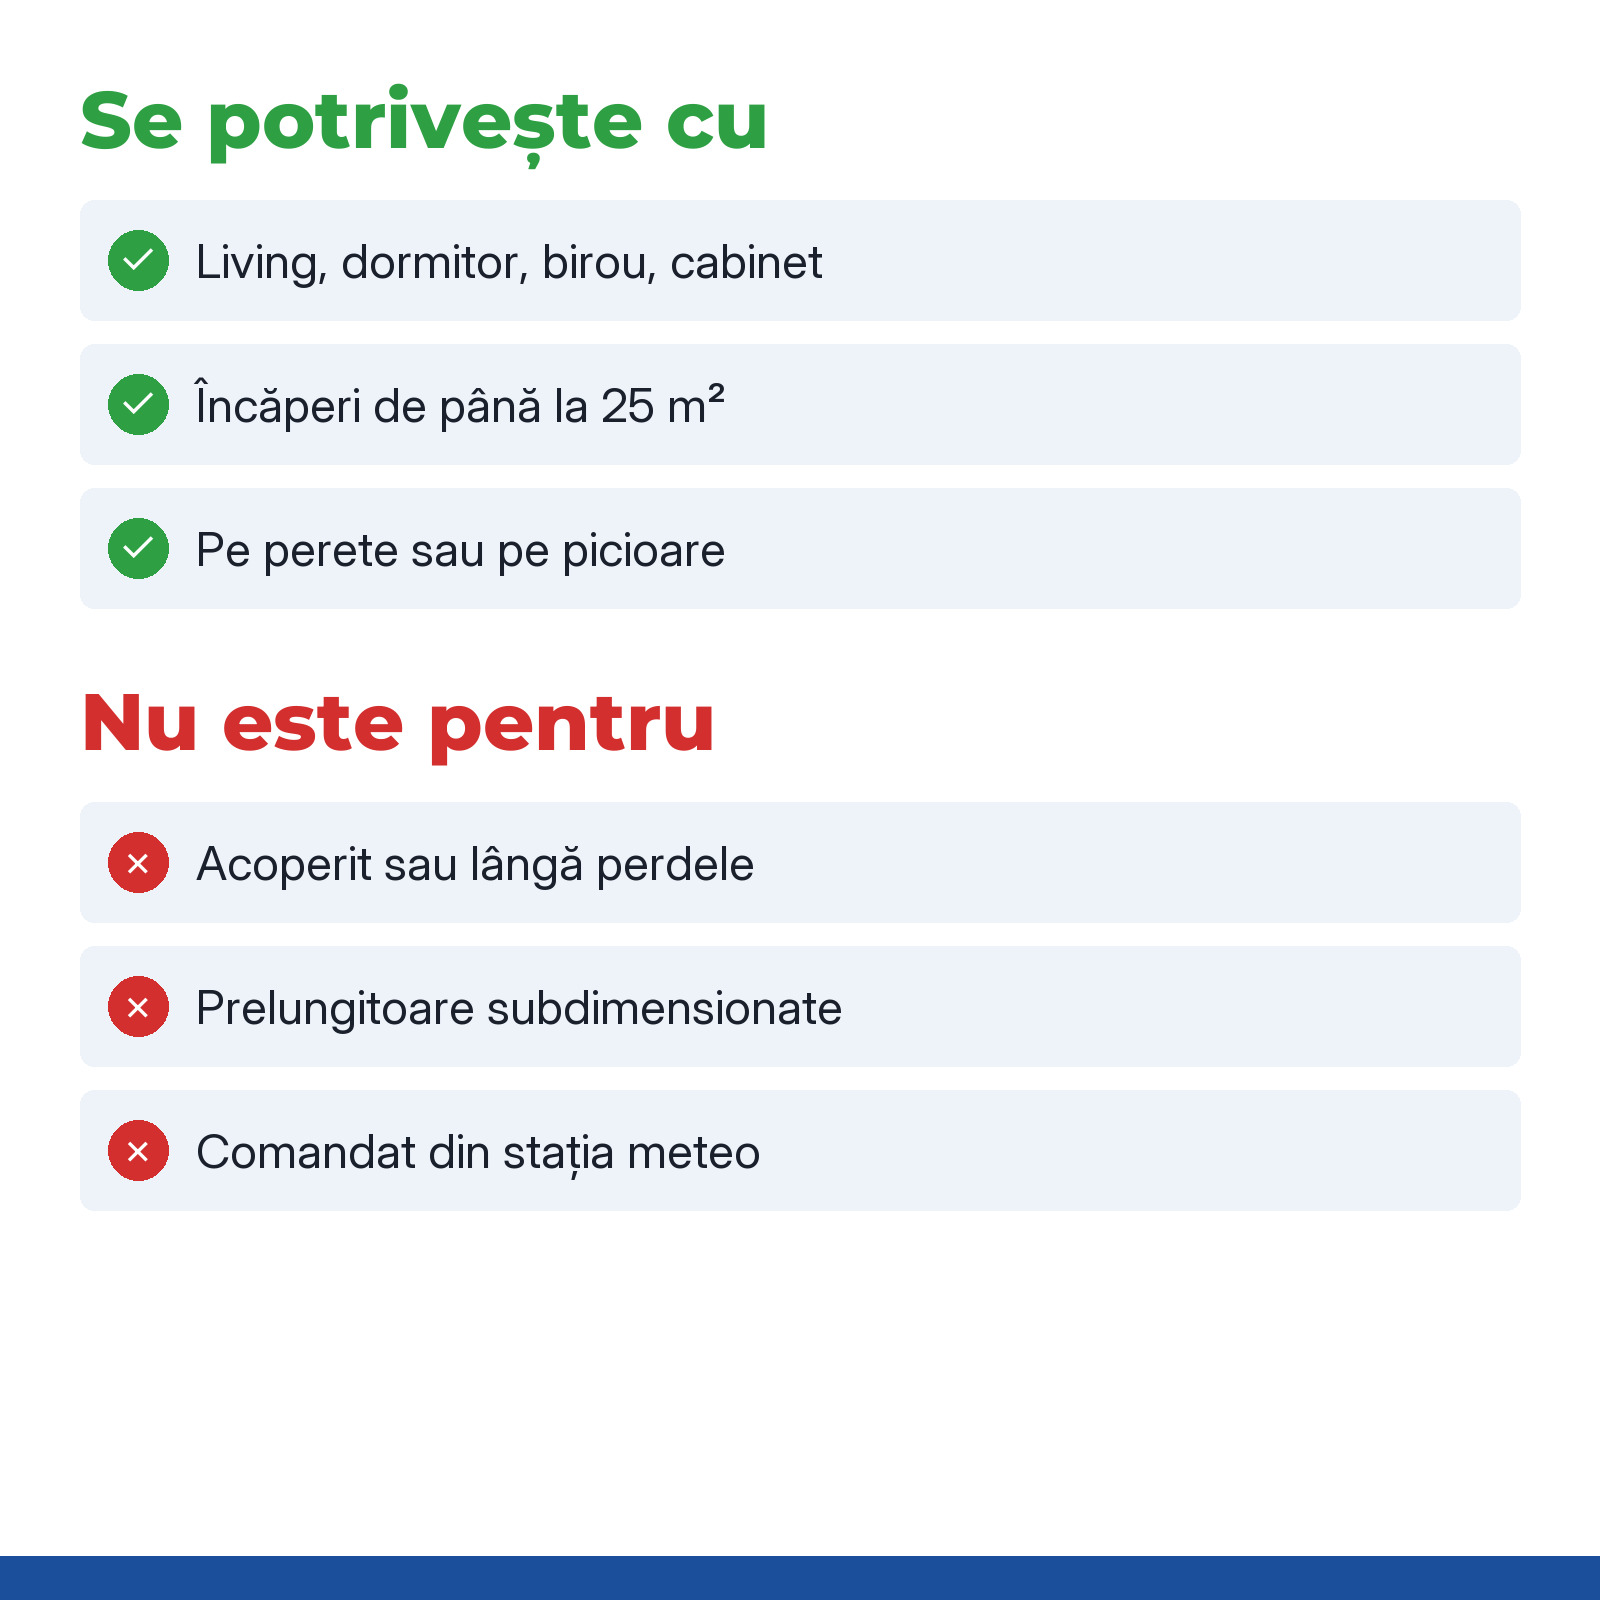 Se potrivește cu
Living, dormitor, birou, cabinet
Încăperi de până la 25 m²
Pe perete sau pe picioare
Nu este pentru
Acoperit sau lângă perdele
Prelungitoare subdimensionate
Comandat din stația meteo